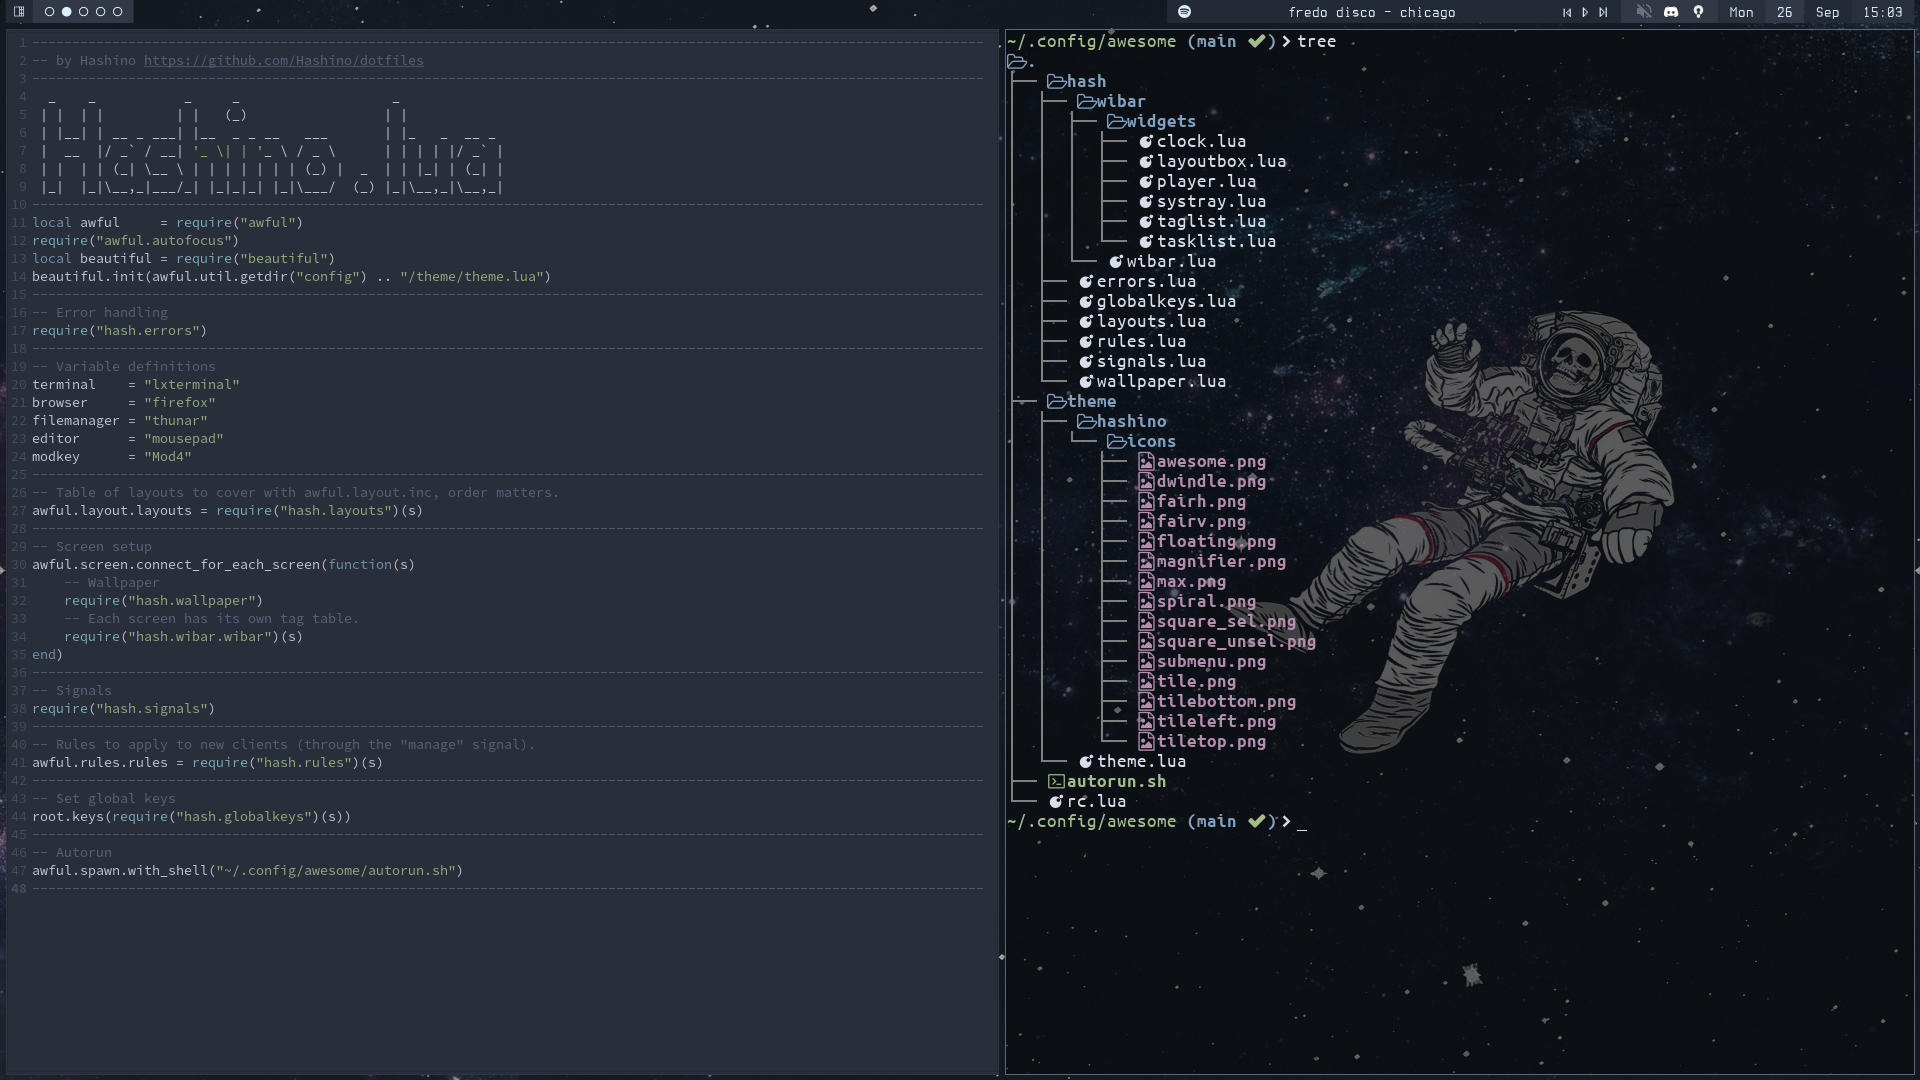 fredo disco - chicago
Mon 26 Sep 15:03
1 ------------------------------------------------------------------------------------------------------------------------
2 -- by Hashino https://github.com/Hashino/dotfiles
3 ------------------------------------------------------------------------------------------------------------------------
4
5
6
7
8
9
10 ------------------------------------------------------------------------------------------------------------------------
11 local awful     = require("awful")
12 require("awful.autofocus")
13 local beautiful = require("beautiful")
14 beautiful.init(awful.util.getdir("config") .. "/theme/theme.lua")
15 ------------------------------------------------------------------------------------------------------------------------
16 -- Error handling
17 require("hash.errors")
18 ------------------------------------------------------------------------------------------------------------------------
19 -- Variable definitions
20 terminal    = "lxterminal"
21 browser     = "firefox"
22 filemanager = "thunar"
23 editor      = "mousepad"
24 modkey      = "Mod4"
25 ------------------------------------------------------------------------------------------------------------------------
26 -- Table of layouts to cover with awful.layout.inc, order matters.
27 awful.layout.layouts = require("hash.layouts")(s)
28 ------------------------------------------------------------------------------------------------------------------------
29 -- Screen setup
30 awful.screen.connect_for_each_screen(function(s)
31     -- Wallpaper
32     require("hash.wallpaper")
33     -- Each screen has its own tag table.
34     require("hash.wibar.wibar")(s)
35 end)
36 ------------------------------------------------------------------------------------------------------------------------
37 -- Signals
38 require("hash.signals")
39 ------------------------------------------------------------------------------------------------------------------------
40 -- Rules to apply to new clients (through the "manage" signal).
41 awful.rules.rules = require("hash.rules")(s)
42 ------------------------------------------------------------------------------------------------------------------------
43 -- Set global keys
44 root.keys(require("hash.globalkeys")(s))
45 ------------------------------------------------------------------------------------------------------------------------
46 -- Autorun
47 awful.spawn.with_shell("~/.config/awesome/autorun.sh")
48 ------------------------------------------------------------------------------------------------------------------------
~/.config/awesome (main ✔) > tree
.
hash
wibar
widgets
clock.lua
layoutbox.lua
player.lua
systray.lua
taglist.lua
tasklist.lua
wibar.lua
errors.lua
globalkeys.lua
layouts.lua
rules.lua
signals.lua
wallpaper.lua
theme
hashino
icons
awesome.png
dwindle.png
fairh.png
fairv.png
floating.png
magnifier.png
max.png
spiral.png
square_sel.png
square_unsel.png
submenu.png
tile.png
tilebottom.png
tileleft.png
tiletop.png
theme.lua
autorun.sh
rc.lua
~/.config/awesome (main ✔) > _